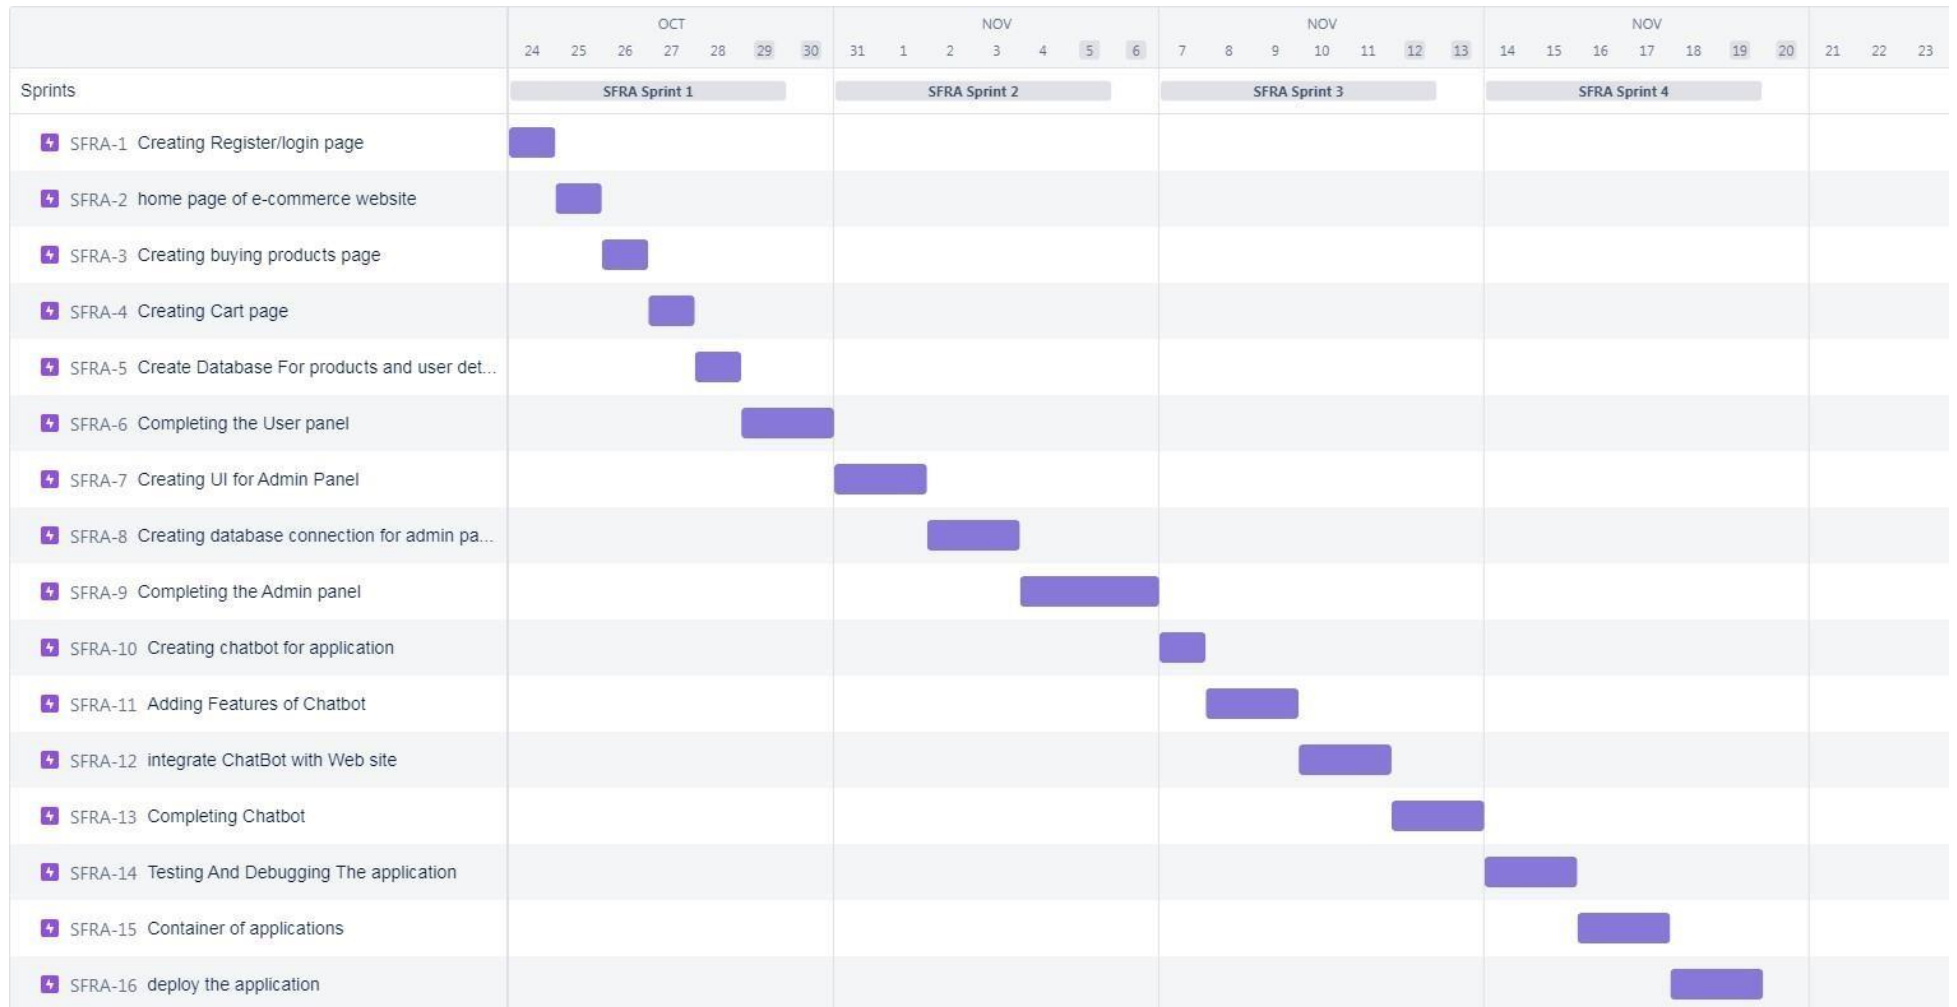 OCT NOV NOV NOV
24 25 26 27 28 29 30 31 1 2 3 4 5 6 7 8 9 10 11 12 13 14 15 16 17 18 19 20 21 22 23
Sprints SFRA Sprint 1 SFRA Sprint 2 SFRA Sprint 3 SFRA Sprint 4
SFRA-1 Creating Register/login page
SFRA-2 home page of e-commerce website
SFRA-3 Creating buying products page
SFRA-4 Creating Cart page
SFRA-5 Create Database For products and user det...
SFRA-6 Completing the User panel
SFRA-7 Creating UI for Admin Panel
SFRA-8 Creating database connection for admin pa...
SFRA-9 Completing the Admin panel
SFRA-10 Creating chatbot for application
SFRA-11 Adding Features of Chatbot
SFRA-12 integrate ChatBot with Web site
SFRA-13 Completing Chatbot
SFRA-14 Testing And Debugging The application
SFRA-15 Container of applications
SFRA-16 deploy the application